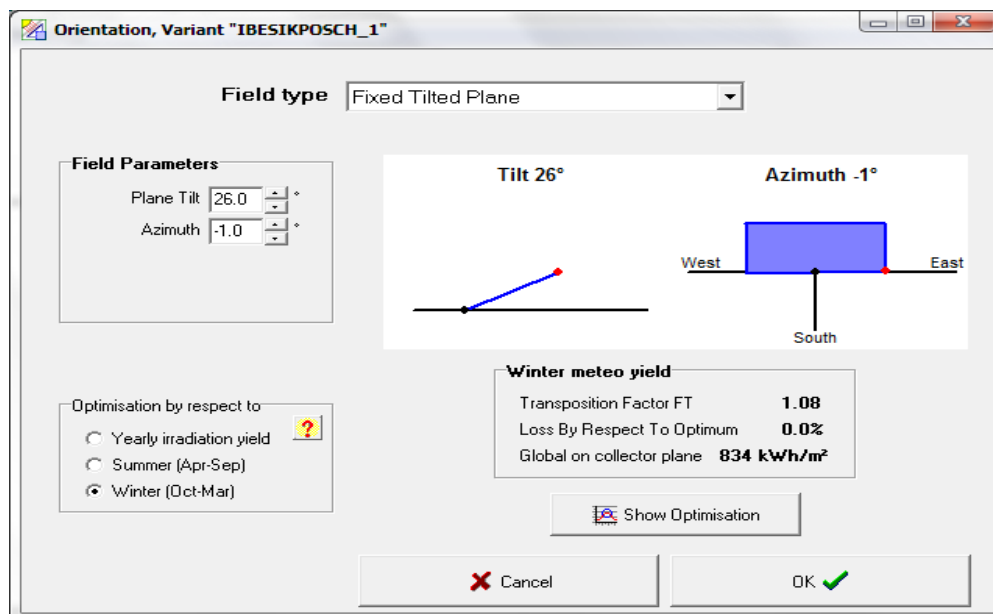 Orientation, Variant "IBESIKPOSCH_1"
Field type Fixed Tilted Plane
Field Parameters
Plane Tilt 26.0 °
Azimuth -1.0 °
Tilt 26°
Azimuth -1°
West
East
South
Optimisation by respect to
?
Yearly irradiation yield
Summer (Apr-Sep)
Winter (Oct-Mar)
Winter meteo yield
Transposition Factor FT 1.08
Loss By Respect To Optimum 0.0%
Global on collector plane 834 kWh/m²
Show Optimisation
Cancel
OK